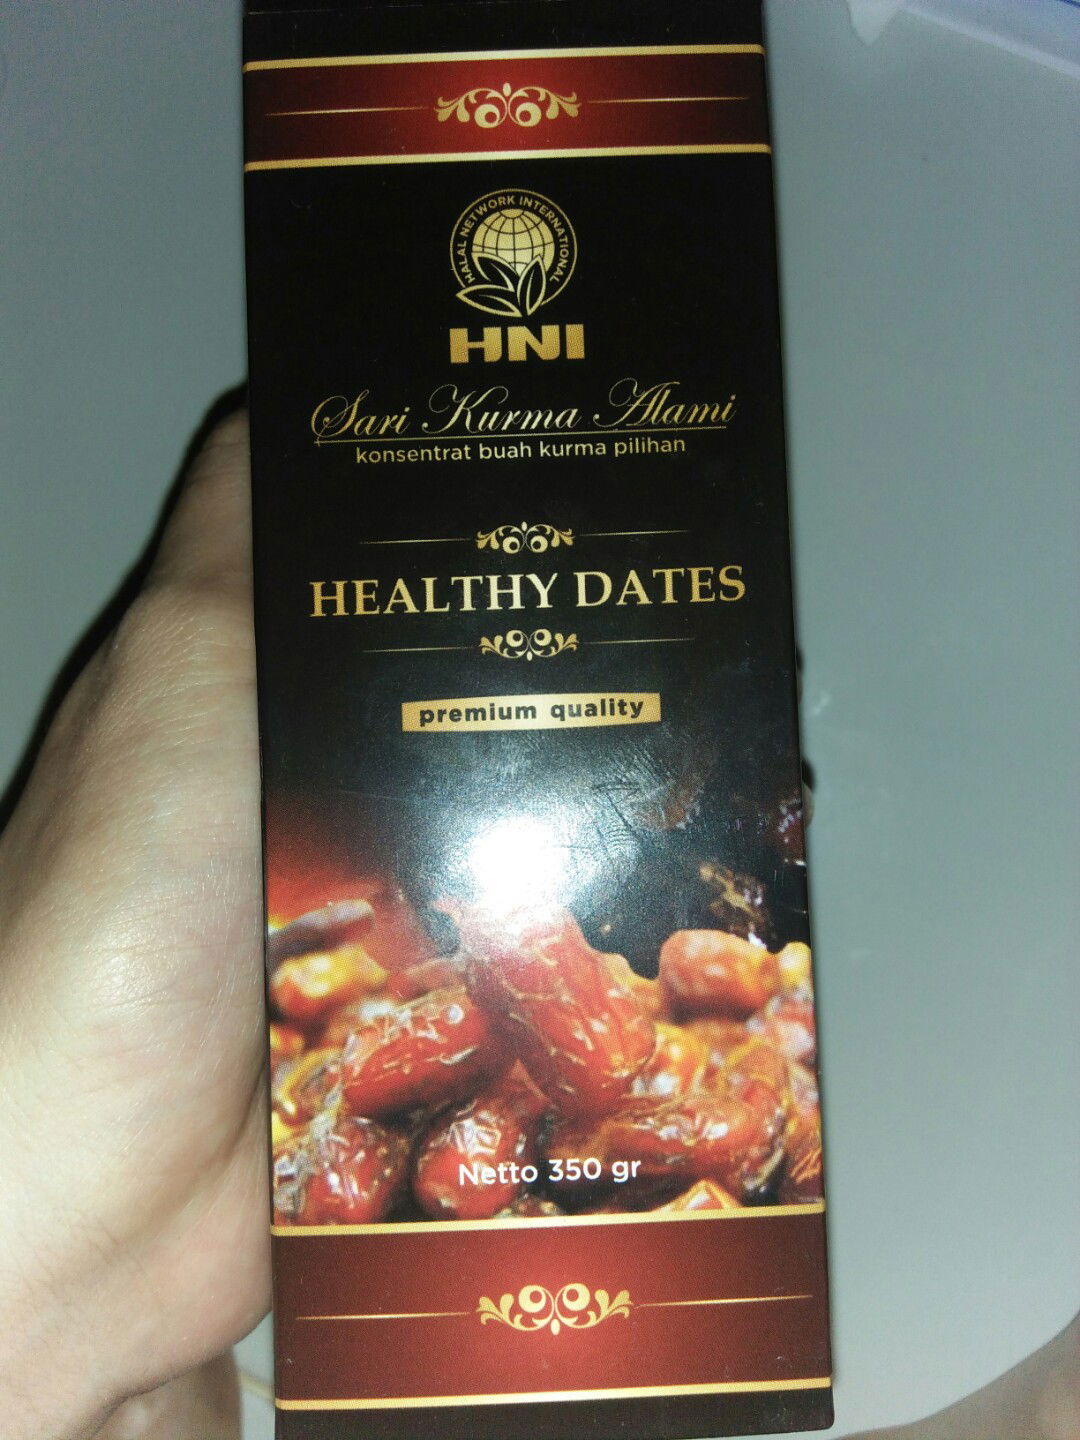 HALAL NETWORK INTERNATIONAL
HNI
Sari Kurma Alami
konsentrat buah kurma pilihan
HEALTHY DATES
premium quality
Netto 350 gr